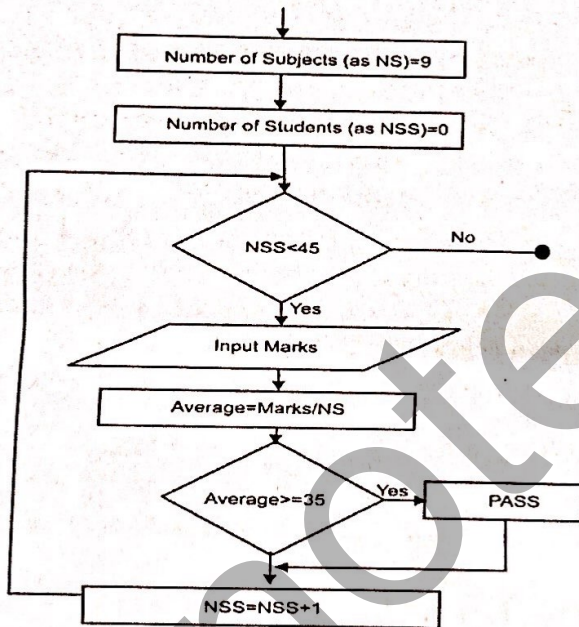 Number of Subjects (as NS)=9
Number of Students (as NSS)=0
NSS<45
No
Yes
Input Marks
Average=Marks/NS
Average>=35
Yes
PASS
NSS=NSS+1